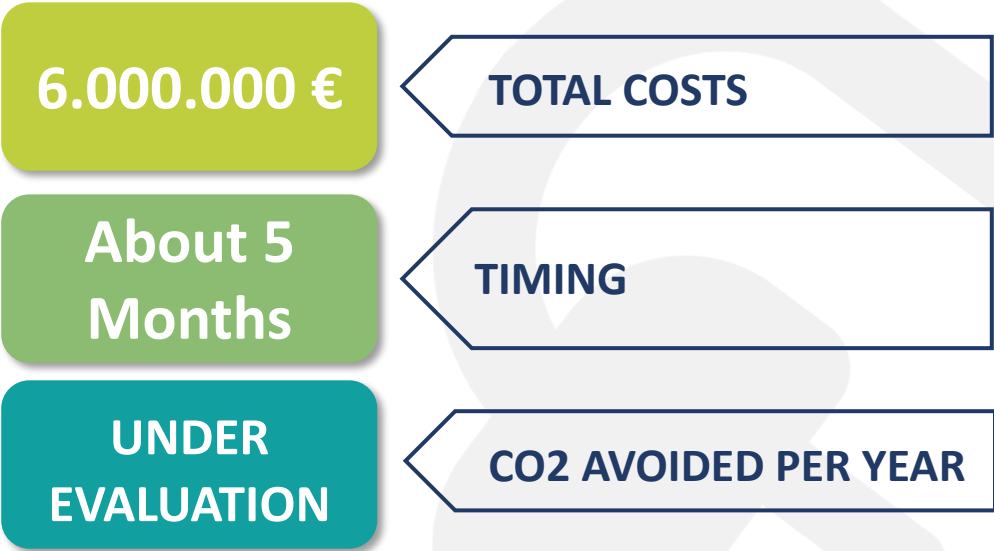 6.000.000 €
TOTAL COSTS
About 5
Months
TIMING
UNDER
EVALUATION
CO2 AVOIDED PER YEAR